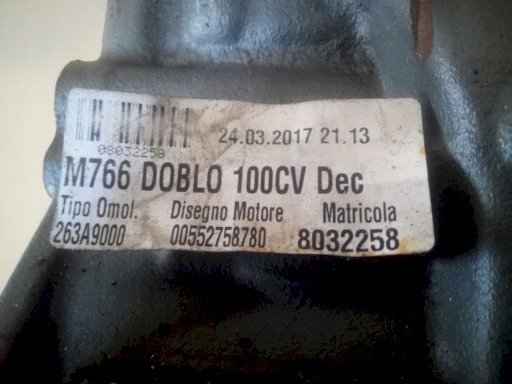 24.03.2017 21.13
08032258
M766 DOBLO 100CV Dec
Tipo Omol. Disegno Motore Matricola
263A9000 00552758780 8032258